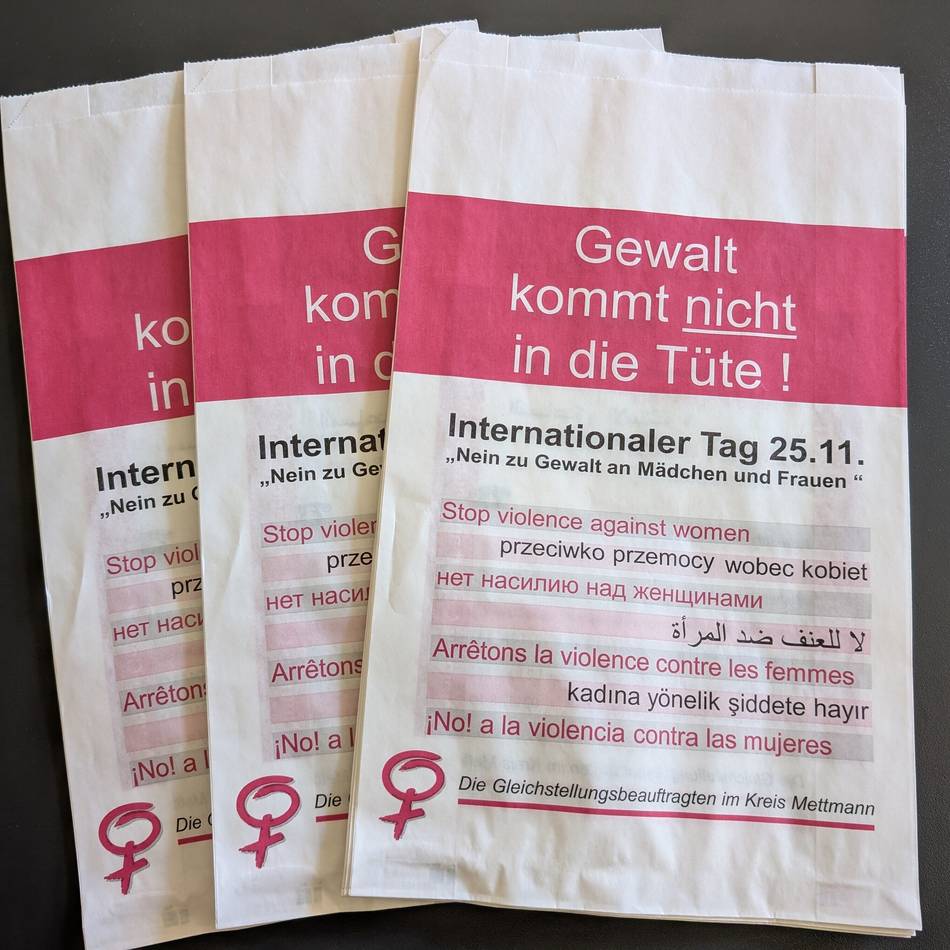 Gewalt
kommt nicht
in die Tüte !
Internationaler Tag 25.11.
„Nein zu Gewalt an Mädchen und Frauen “
Stop violence against women
przeciwko przemocy wobec kobiet
нет насилию над женщинами
لا للعنف ضد المرأة
Arrêtons la violence contre les femmes
kadına yönelik şiddete hayır
¡No! a la violencia contra las mujeres
Die Gleichstellungsbeauftragten im Kreis Mettmann